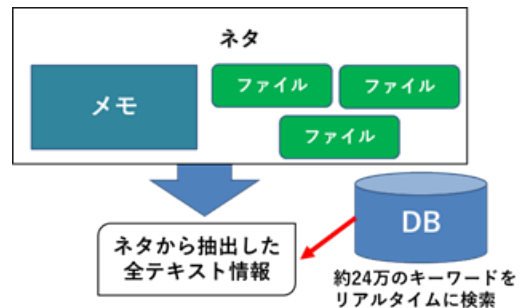 ネタ
メモ
ファイル
ファイル
ファイル
ネタから抽出した
全テキスト情報
DB
約24万のキーワードを
リアルタイムに検索